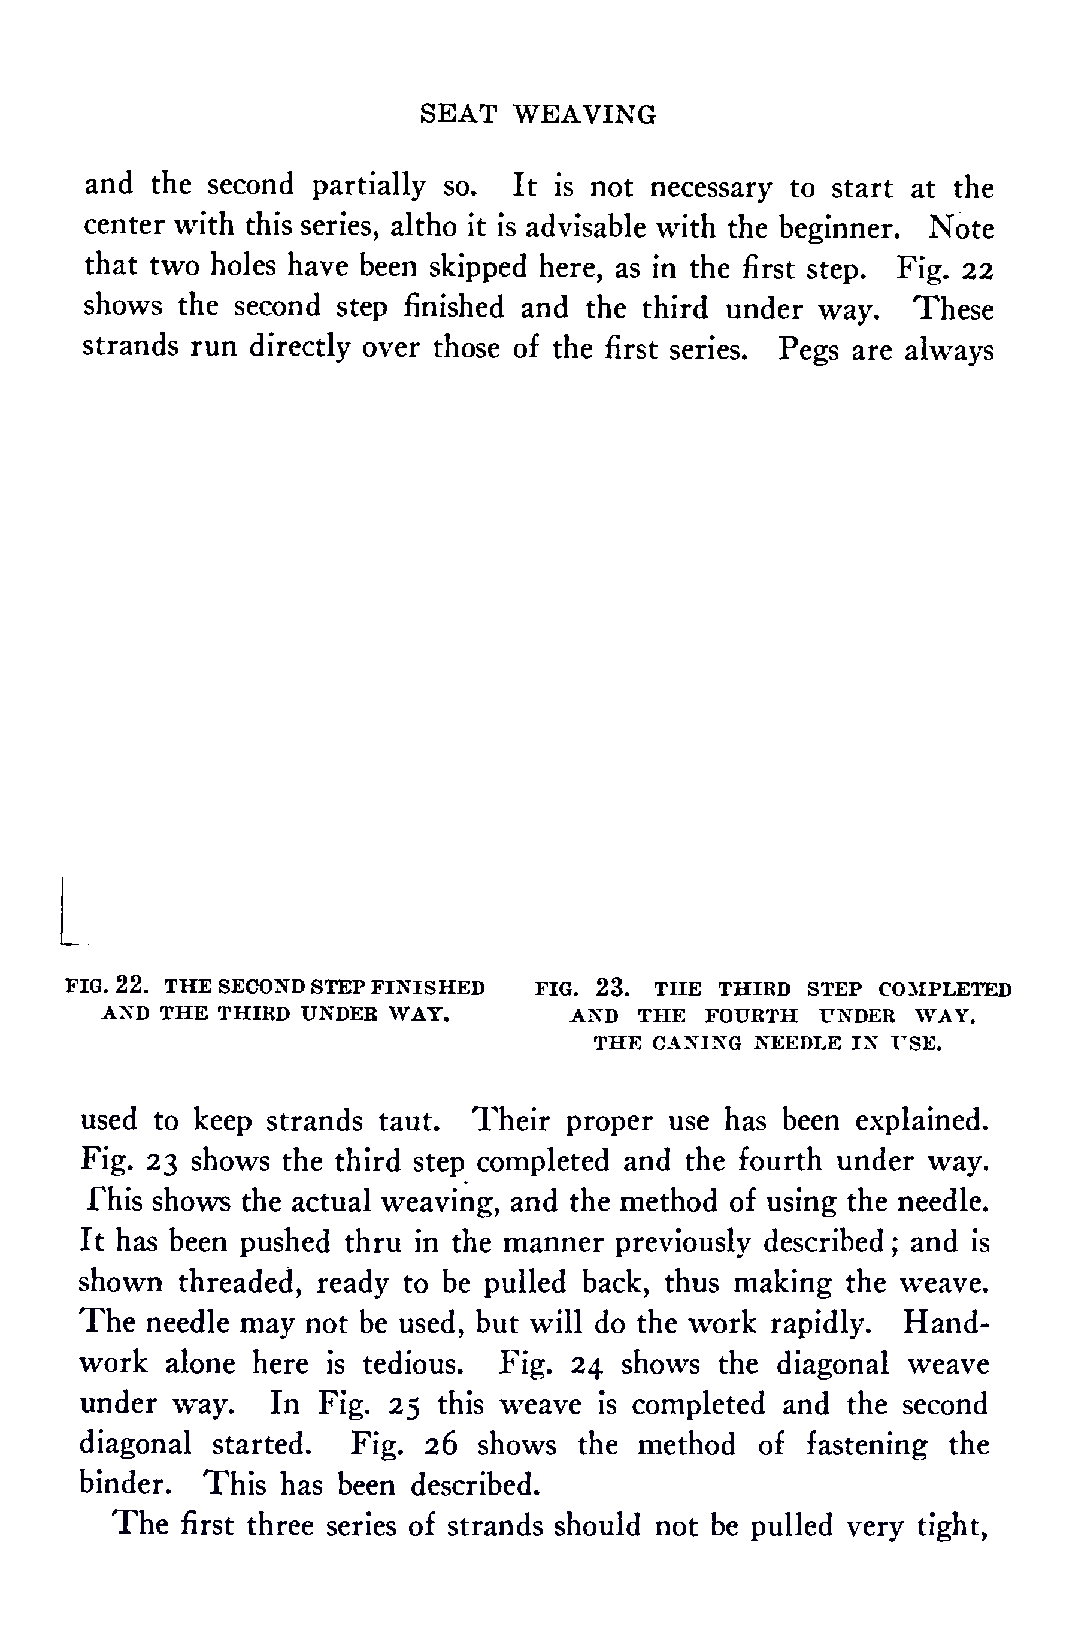 SEAT WEAVING
and the second partially so. It is not necessary to start at the
center with this series, altho it is advisable with the beginner. Note
that two holes have been skipped here, as in the first step. Fig. 22
shows the second step finished and the third under way. These
strands run directly over those of the first series. Pegs are always
FIG. 22. THE SECOND STEP FINISHED
AND THE THIRD UNDER WAY.
FIG. 23. THE THIRD STEP COMPLETED
AND THE FOURTH UNDER WAY.
THE CANING NEEDLE IN USE.
used to keep strands taut. Their proper use has been explained.
Fig. 23 shows the third step completed and the fourth under way.
This shows the actual weaving, and the method of using the needle.
It has been pushed thru in the manner previously described; and is
shown threaded, ready to be pulled back, thus making the weave.
The needle may not be used, but will do the work rapidly. Hand-
work alone here is tedious. Fig. 24 shows the diagonal weave
under way. In Fig. 25 this weave is completed and the second
diagonal started. Fig. 26 shows the method of fastening the
binder. This has been described.
The first three series of strands should not be pulled very tight,